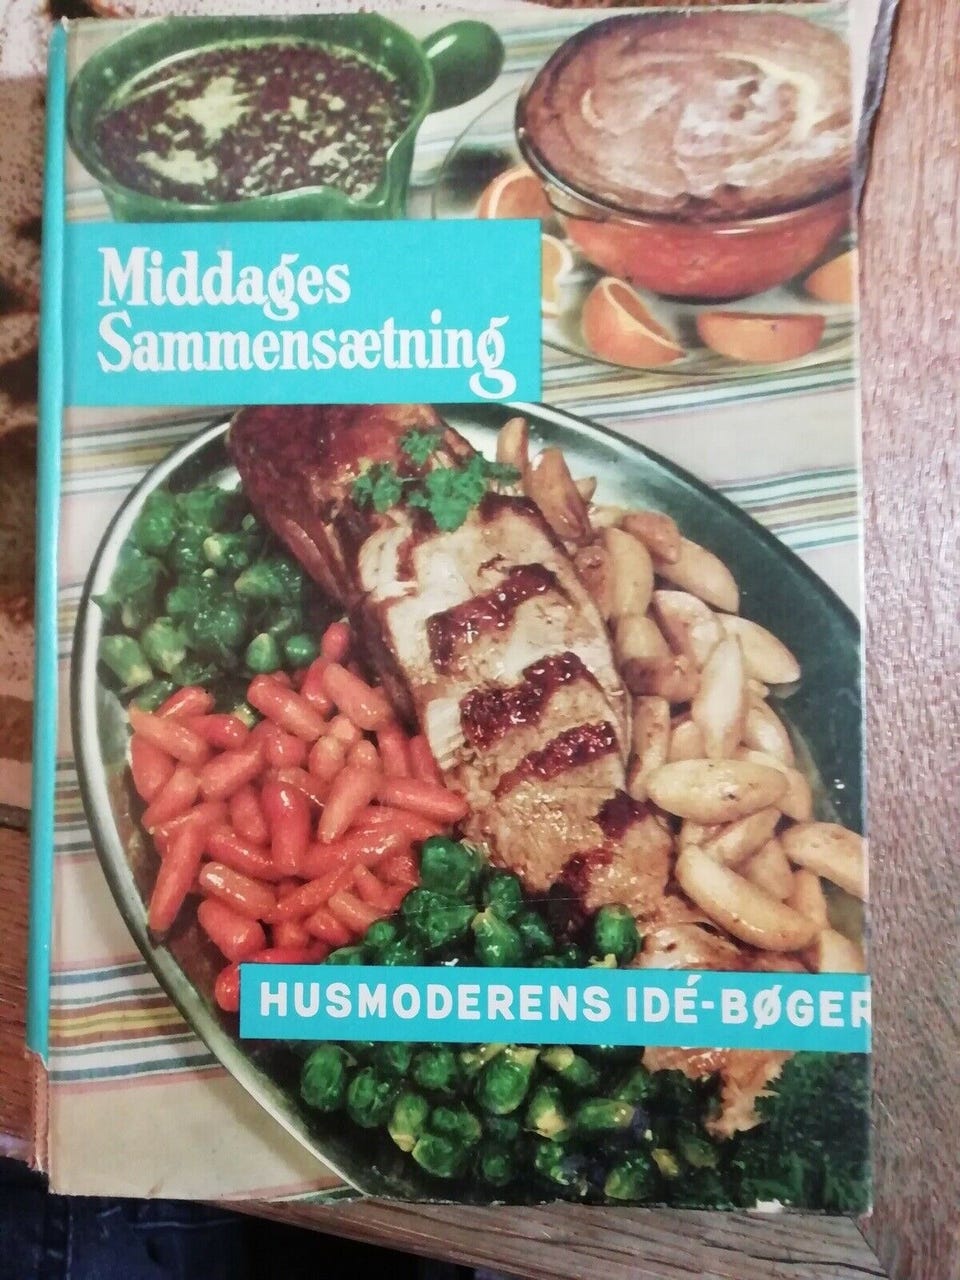 Middages
Sammensætning
HUSMODERENS IDÉ-BØGER